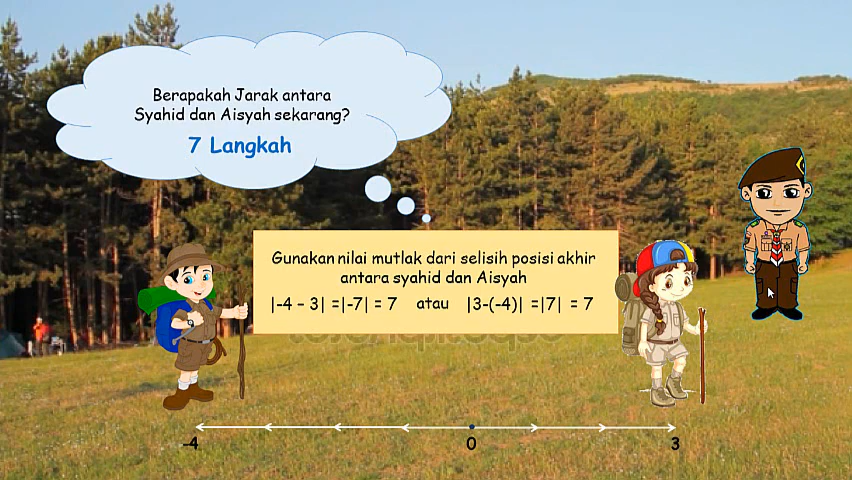 Berapakah Jarak antara
Syahid dan Aisyah sekarang?
7 Langkah
Gunakan nilai mutlak dari selisih posisi akhir
antara syahid dan Aisyah
|-4 – 3| =|-7| = 7 atau |3-(-4)| =|7| = 7
-4 0 3